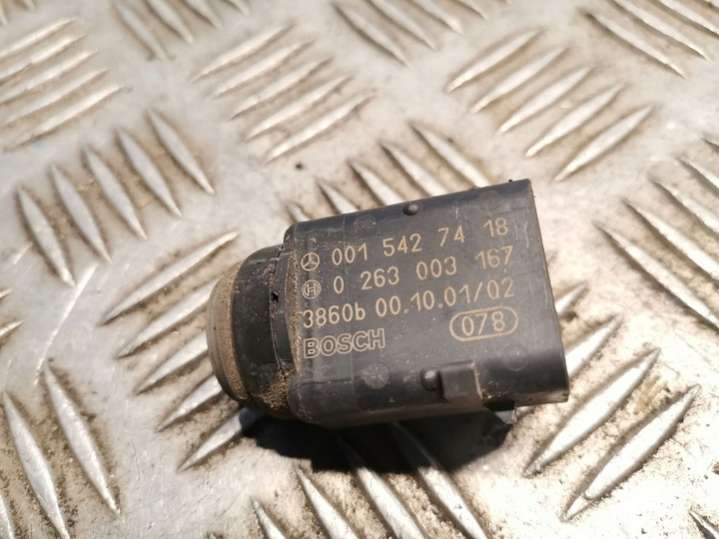 001 542 74 18
0 263 003 167
3860b 00.10.01/02
BOSCH 078